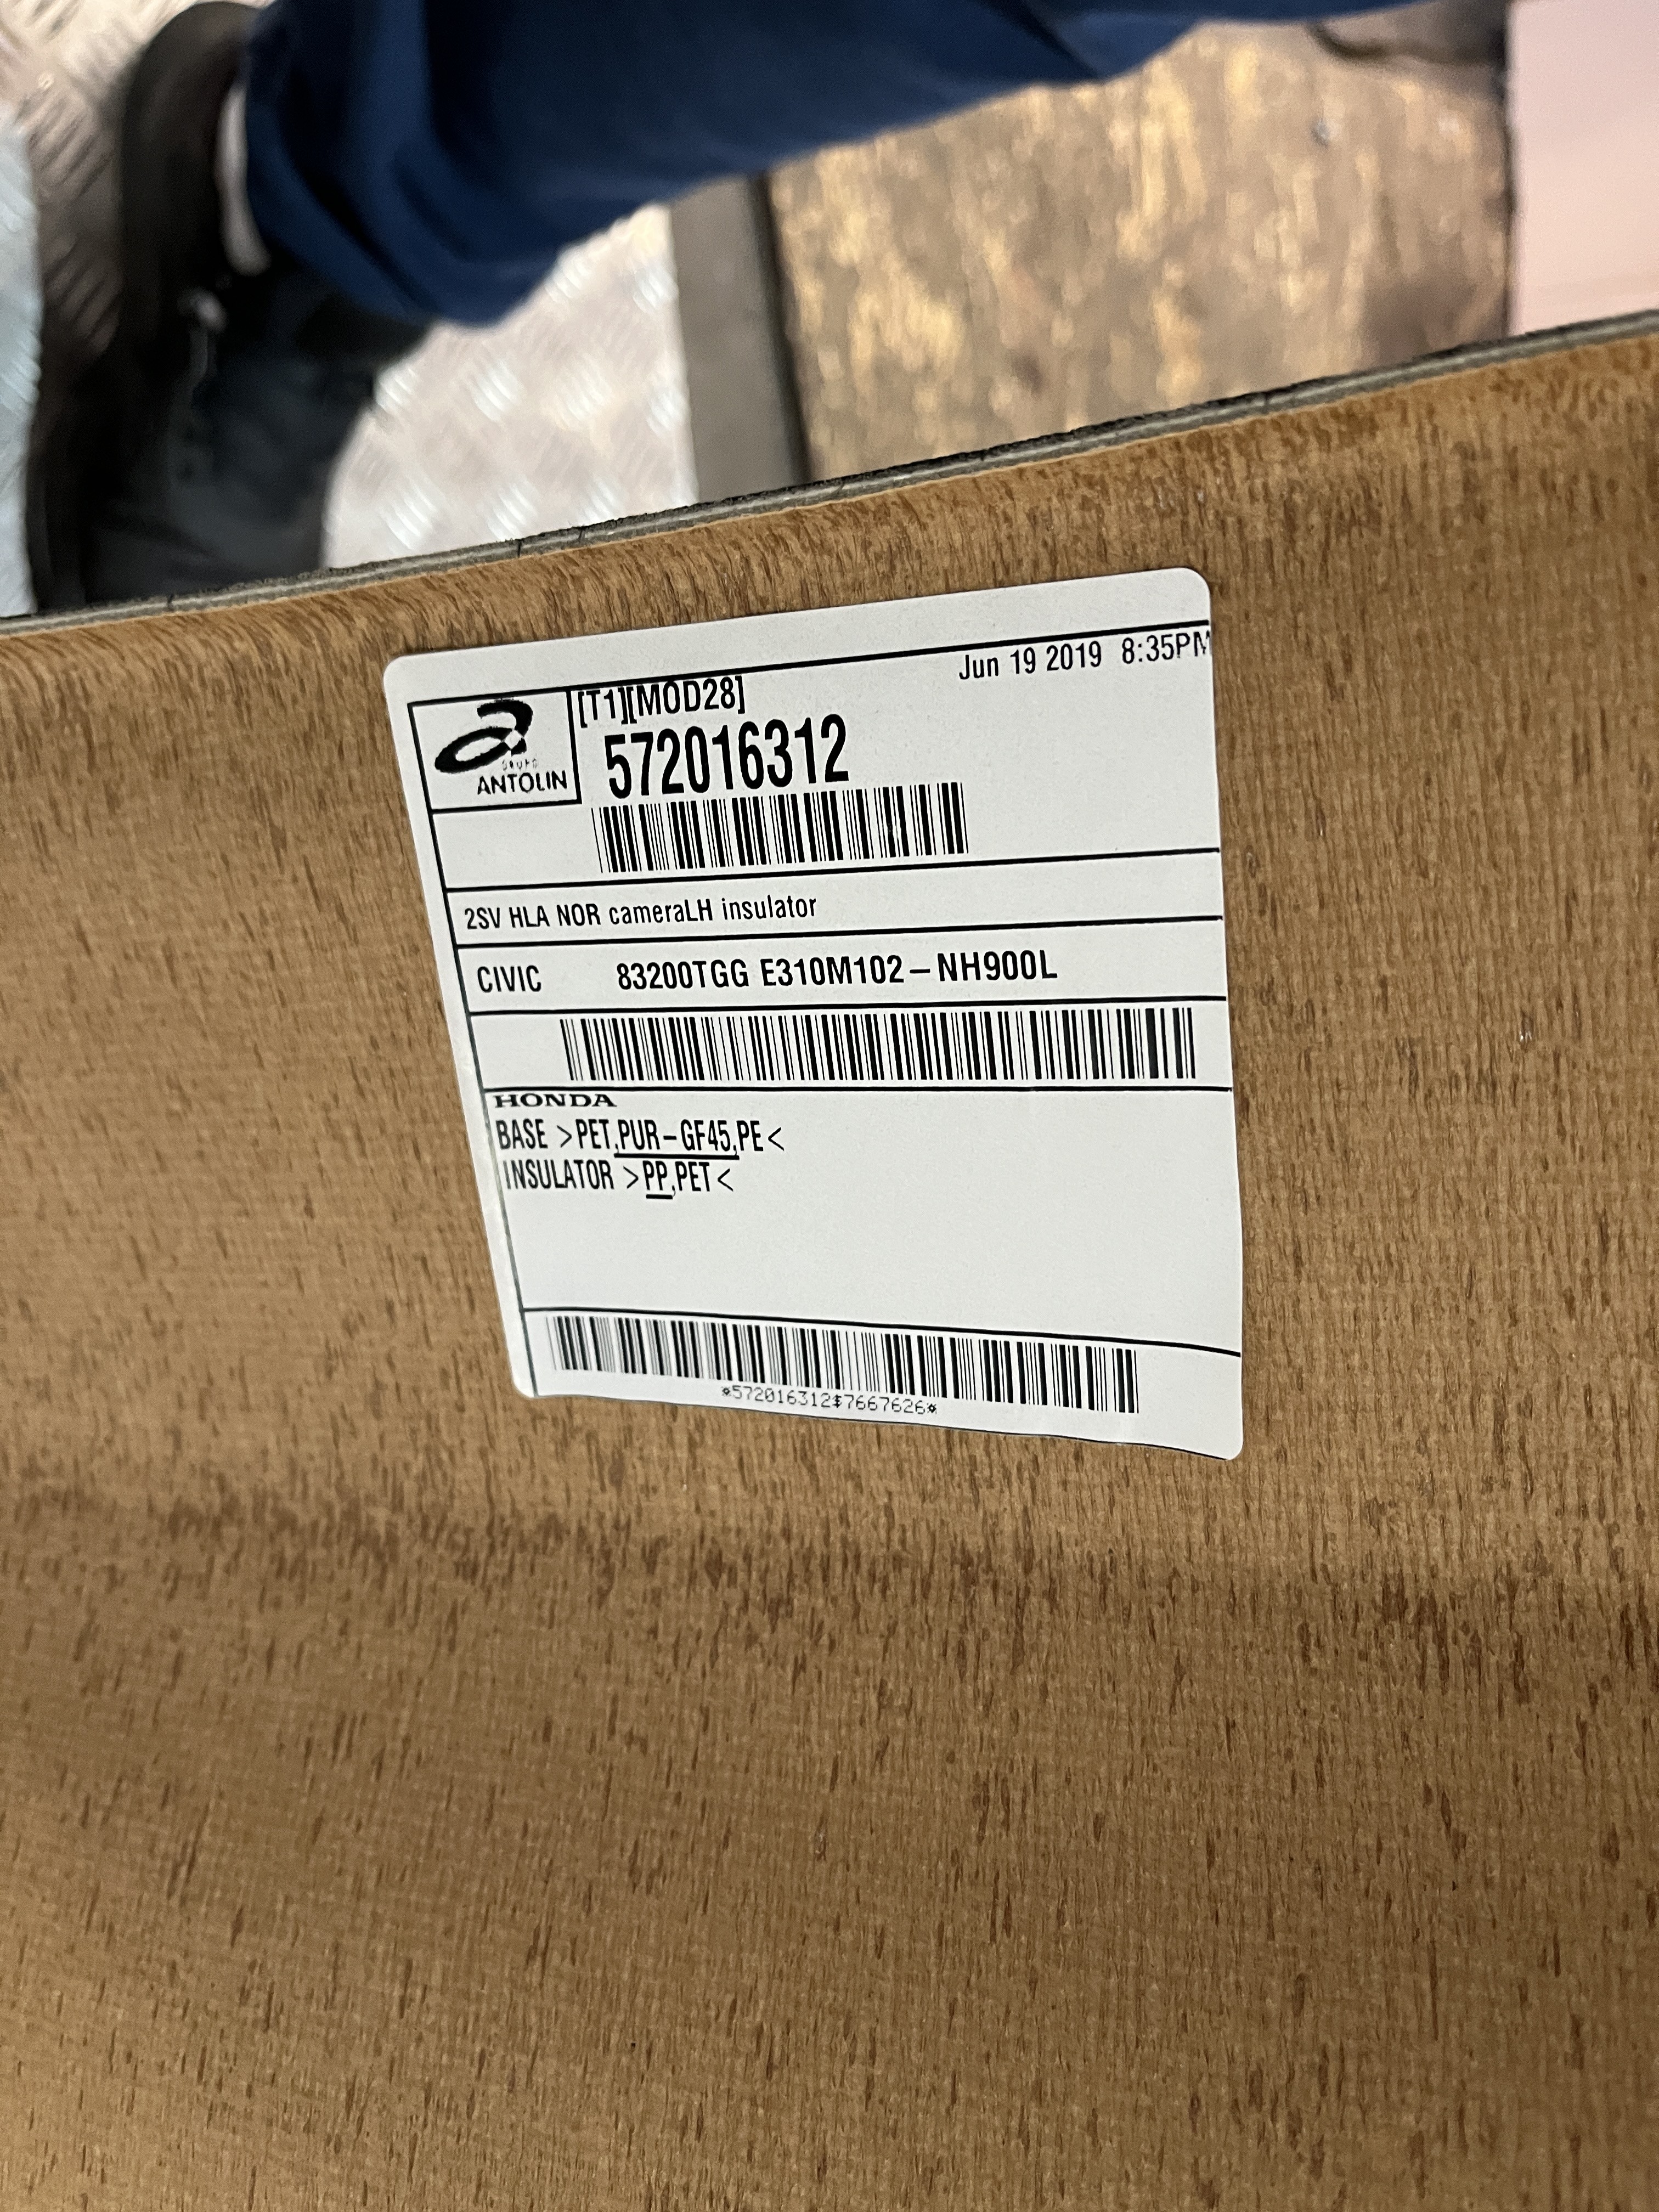 Jun 19 2019 8:35PM
[T1][MOD28]
GRUPO
ANTOLIN
572016312
2SV HLA NOR cameraLH insulator
CIVIC 83200TGG E310M102-NH900L
HONDA
BASE >PET,PUR-GF45,PE<
INSULATOR >PP,PET<
*572016312$7667626*